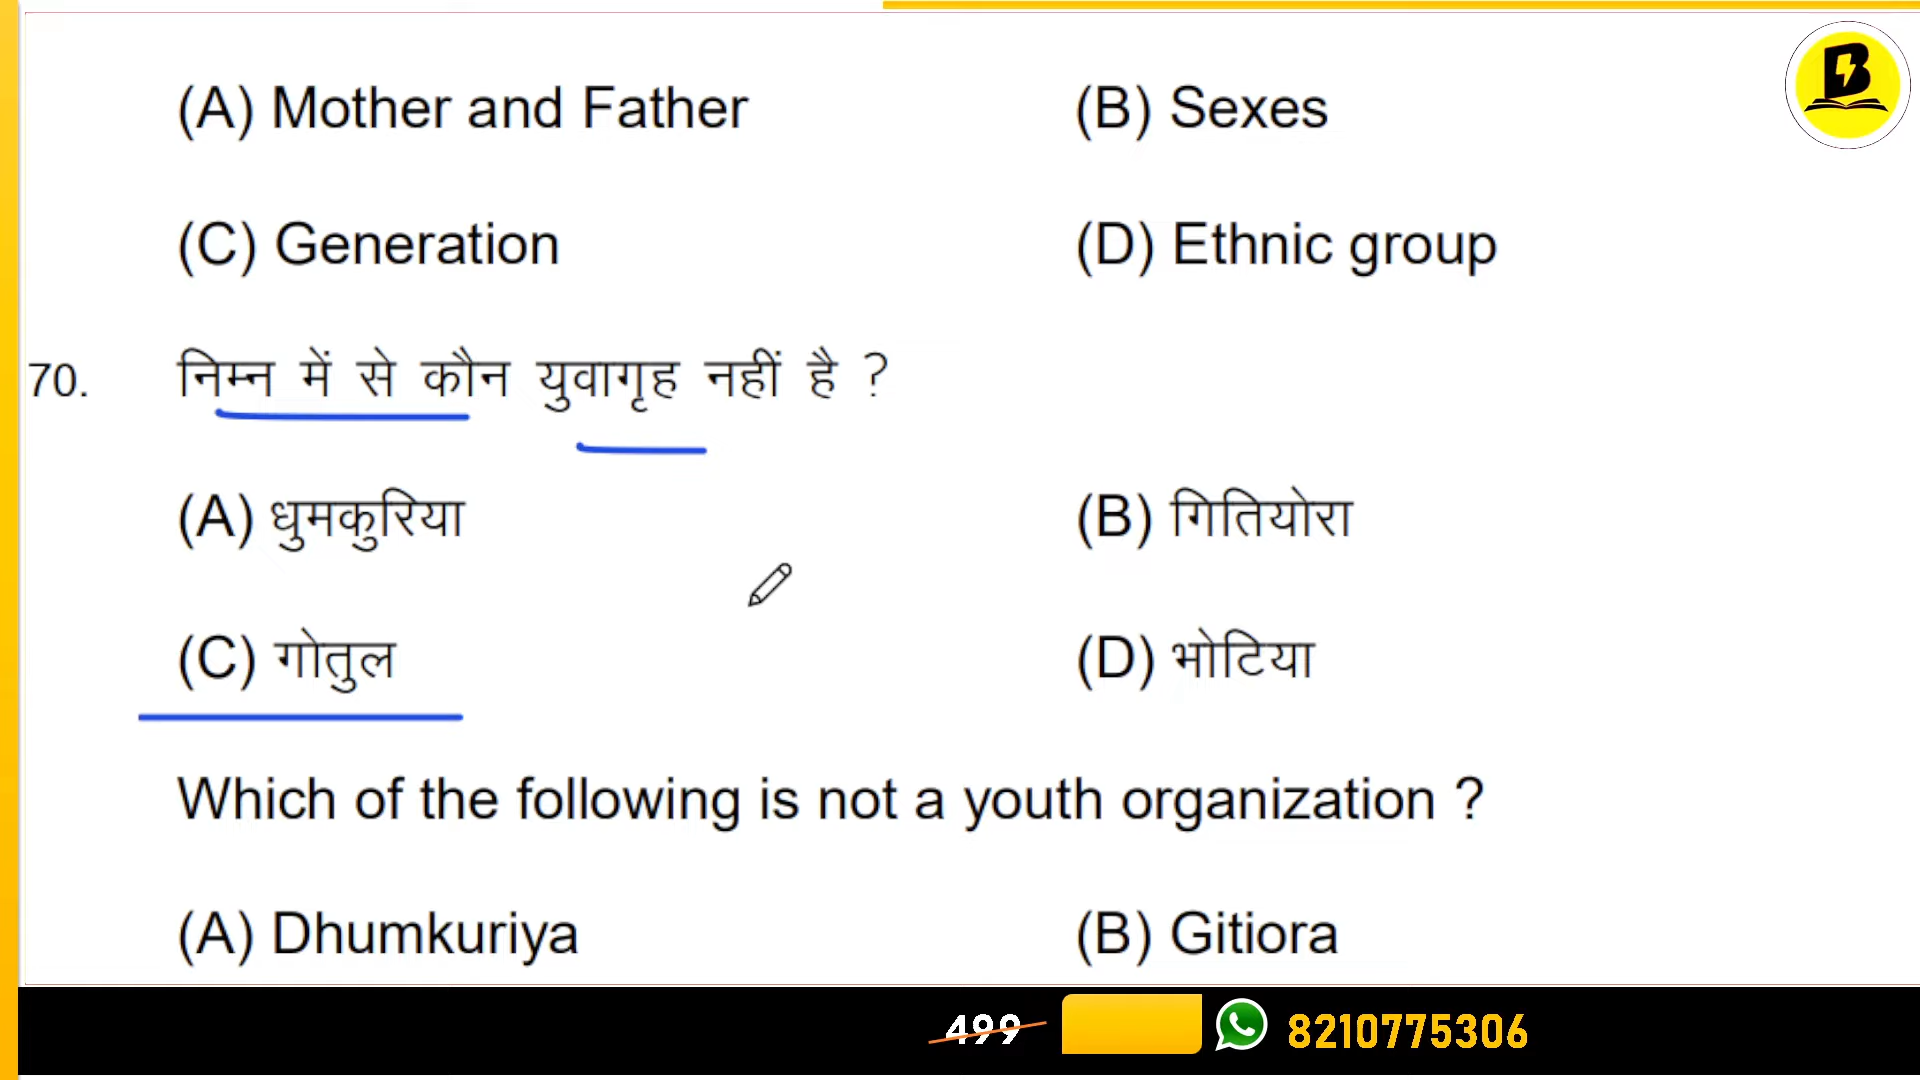 (A) Mother and Father (B) Sexes
B
(C) Generation (D) Ethnic group
70. निम्न में से कौन युवागृह नहीं है ?
(A) धुमकुरिया (B) गितियोरा
(C) गोतुल (D) भोटिया
Which of the following is not a youth organization ?
(A) Dhumkuriya (B) Gitiora
499 8210775306